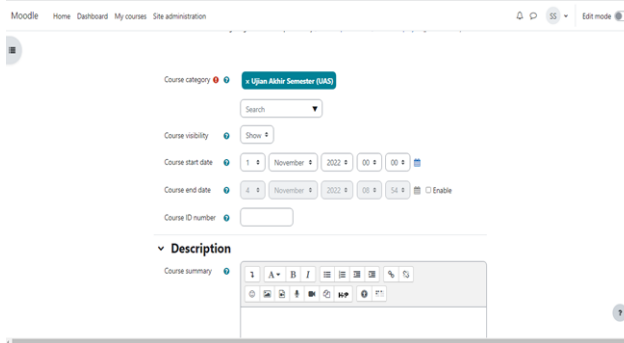 Moodle Home Dashboard My courses Site administration SS Edit mode
Course category
× Ujian Akhir Semester (UAS)
Search ▼
Course visibility Show
Course start date 1 November 2022 00 00
Course end date 4 November 2022 08 54 Enable
Course ID number
Description
Course summary A B I
H-P
?